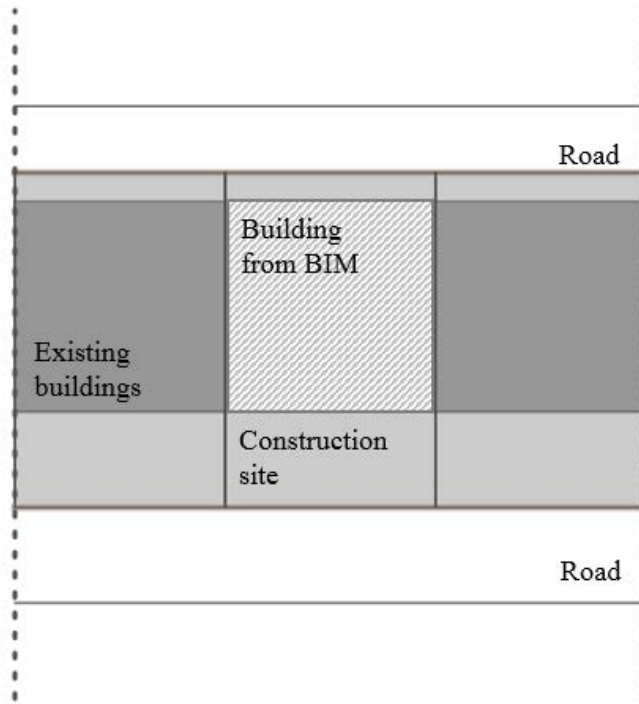 Road
Building
from BIM
Existing
buildings
Construction
site
Road